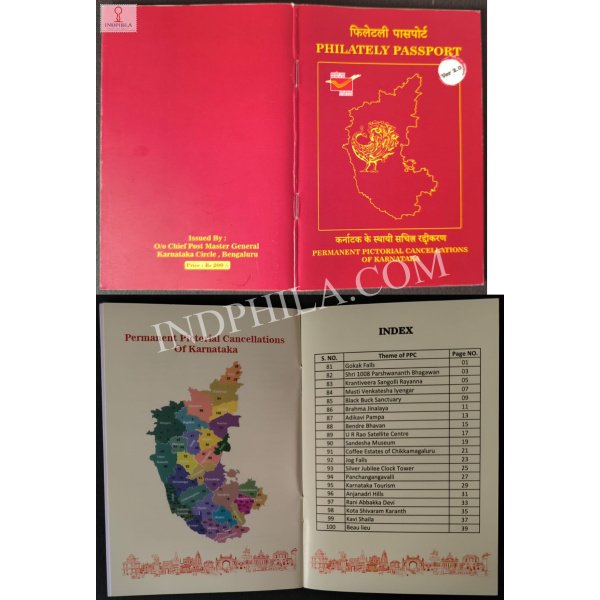 INDPHILA
फिलेटली पासपोर्ट
PHILATELY PASSPORT
Ver 2.0
कर्नाटक के स्थायी सचित्र रद्दीकरण
PERMANENT PICTORIAL CANCELLATIONS
OF KARNATAKA
Issued By :
O/o Chief Post Master General
Karnataka Circle, Bengaluru
Price : Rs 200 /-
INDPHILA.COM
Permanent Pictorial Cancellations
Of Karnataka
INDEX
S. NO. Theme of PPC Page NO.
81 Gokak Falls 01
82 Shri 1008 Parshwananth Bhagawan 03
83 Krantiveera Sangolli Rayanna 05
84 Masti Venkatesha Iyengar 07
85 Black Buck Sanctuary 09
86 Brahma Jinalaya 11
87 Adikavi Pampa 13
88 Bendre Bhavan 15
89 U R Rao Satellite Centre 17
90 Sandesha Museum 19
91 Coffee Estates of Chikkamagaluru 21
92 Jog Falls 23
93 Silver Jubilee Clock Tower 25
94 Panchangangavalli 27
95 Karnataka Tourism 29
96 Anjanadri Hills 31
97 Rani Abbakka Devi 33
98 Kota Shivaram Karanth 35
99 Kavi Shaila 37
100 Beau lieu 39